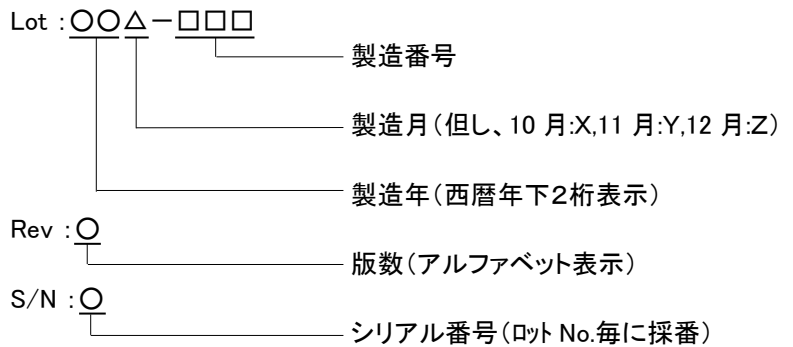 Lot :○○△－□□□
製造番号
製造月(但し、10 月:X,11 月:Y,12 月:Z)
製造年(西暦年下２桁表示)
Rev :○
版数(アルファベット表示)
S/N :○
シリアル番号(ﾛｯﾄ No.毎に採番)